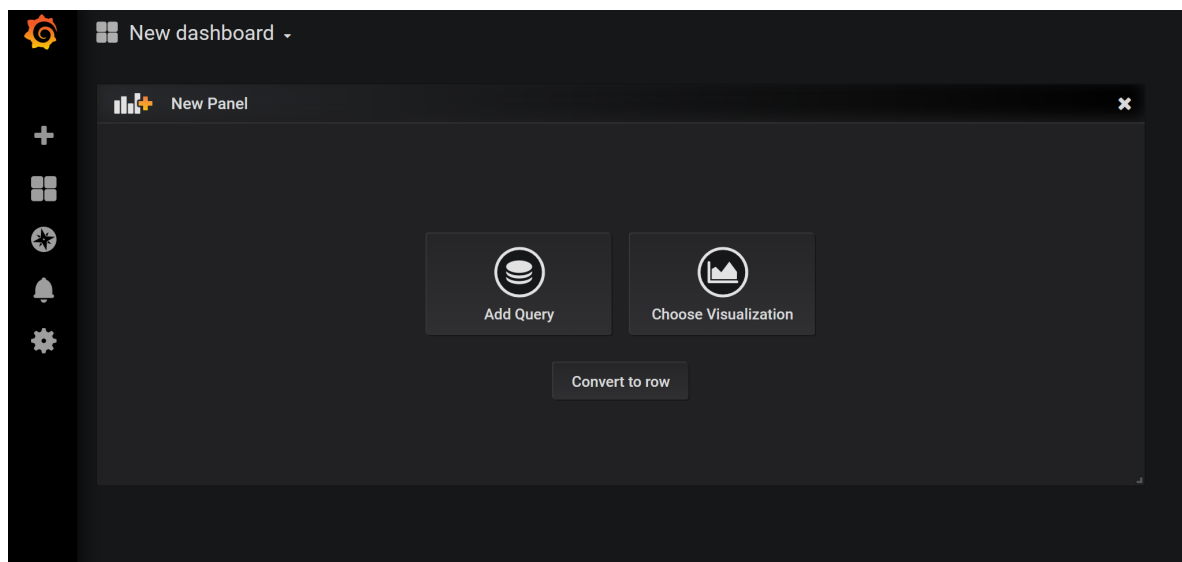 New dashboard
New Panel
Add Query
Choose Visualization
Convert to row